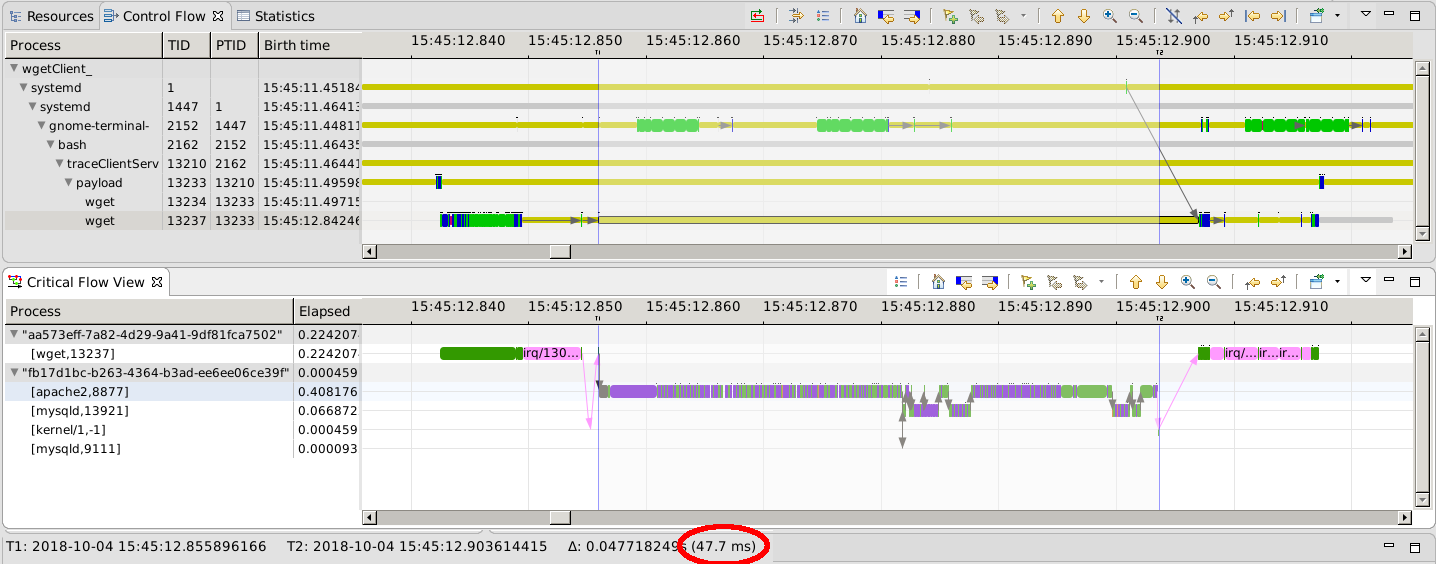 Resources Control Flow Statistics
Process TID PTID Birth time 15:45:12.840 15:45:12.850 15:45:12.860 15:45:12.870 15:45:12.880 15:45:12.890 15:45:12.900 15:45:12.910
T1 T2
wgetClient_
systemd 1 15:45:11.45184
systemd 1447 1 15:45:11.46413
gnome-terminal- 2152 1447 15:45:11.44811
bash 2162 2152 15:45:11.46435
traceClientServ 13210 2162 15:45:11.46441
payload 13233 13210 15:45:11.49598
wget 13234 13233 15:45:11.49715
wget 13237 13233 15:45:12.84246
Critical Flow View
Process Elapsed 15:45:12.840 15:45:12.850 15:45:12.860 15:45:12.870 15:45:12.880 15:45:12.890 15:45:12.900 15:45:12.910
T1 T2
"aa573eff-7a82-4d29-9a41-9df81fca7502" 0.224207
[wget,13237] 0.224207 irq/130... irq/... ir...ir...
"fb17d1bc-b263-4364-b3ad-ee6ee06ce39f" 0.000459
[apache2,8877] 0.408176
[mysqld,13921] 0.066872
[kernel/1,-1] 0.000459
[mysqld,9111] 0.000093
T1: 2018-10-04 15:45:12.855896166 T2: 2018-10-04 15:45:12.903614415 Δ: 0.047718249s (47.7 ms)